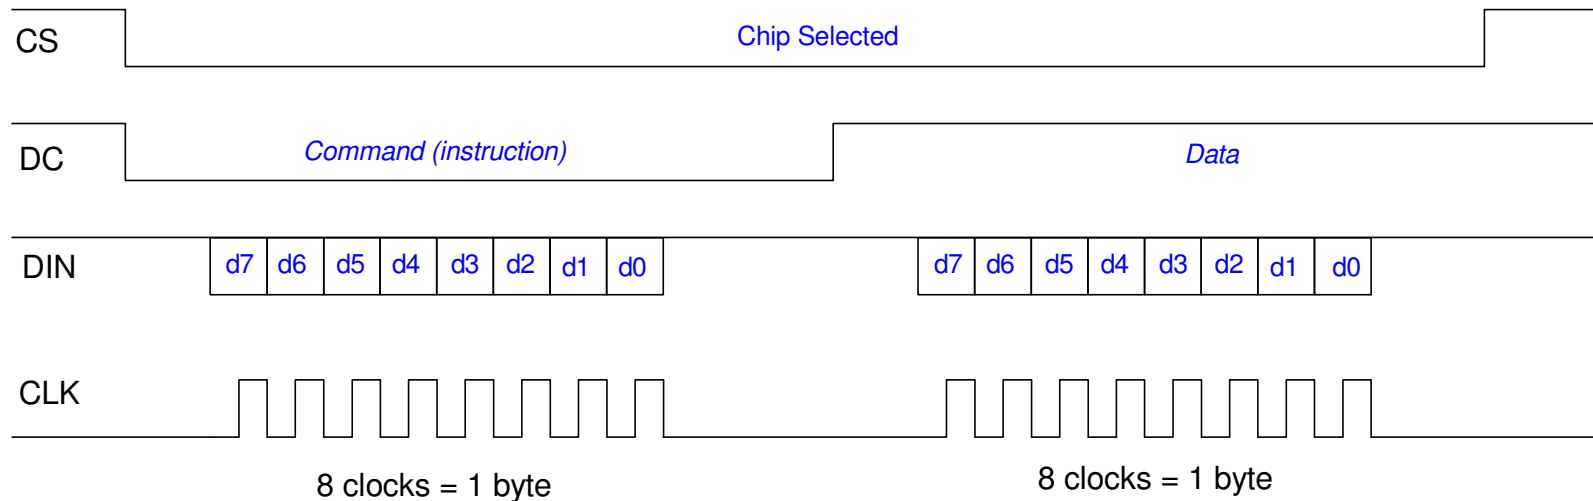 CS
Chip Selected
DC
Command (instruction)
Data
DIN
d7 d6 d5 d4 d3 d2 d1 d0
d7 d6 d5 d4 d3 d2 d1 d0
CLK
8 clocks = 1 byte
8 clocks = 1 byte